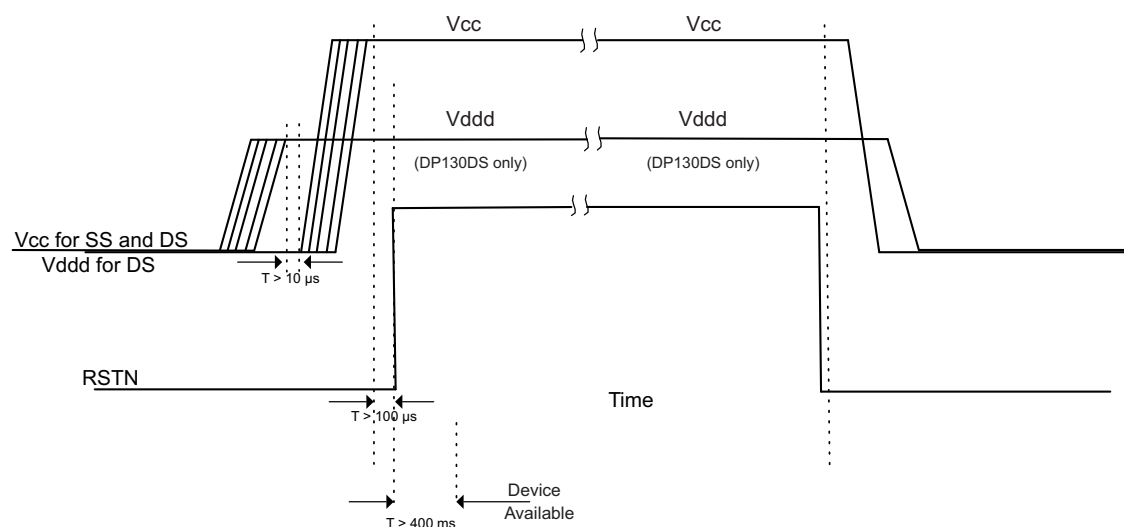 Vcc Vcc
Vddd Vddd
(DP130DS only) (DP130DS only)
Vcc for SS and DS
Vddd for DS
T > 10 µs
RSTN
T > 100 µs
Time
Device
Available
T > 400 ms